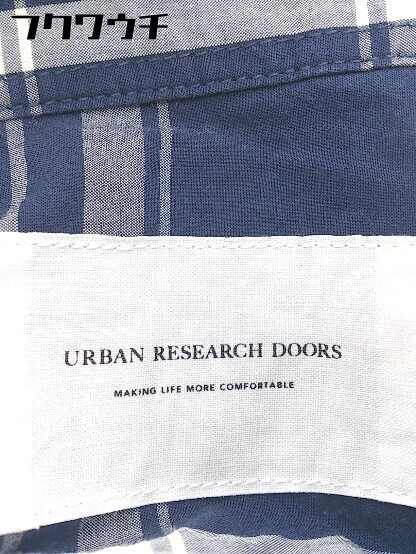 フクワウチ
URBAN RESEARCH DOORS
MAKING LIFE MORE COMFORTABLE